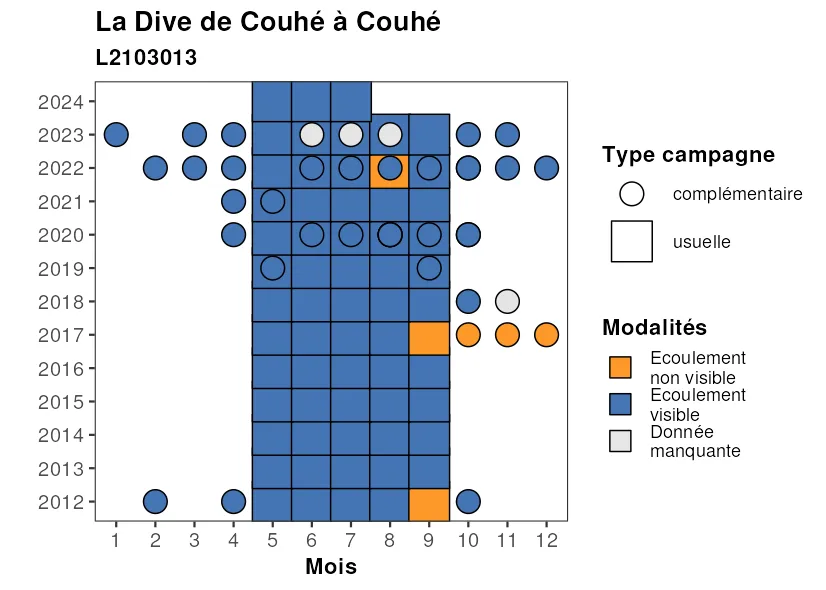 La Dive de Couhé à Couhé
L2103013
2024
2023
2022
2021
2020
2019
2018
2017
2016
2015
2014
2013
2012
1 2 3 4 5 6 7 8 9 10 11 12
Mois
Type campagne
complémentaire
usuelle
Modalités
Ecoulement
non visible
Ecoulement
visible
Donnée
manquante